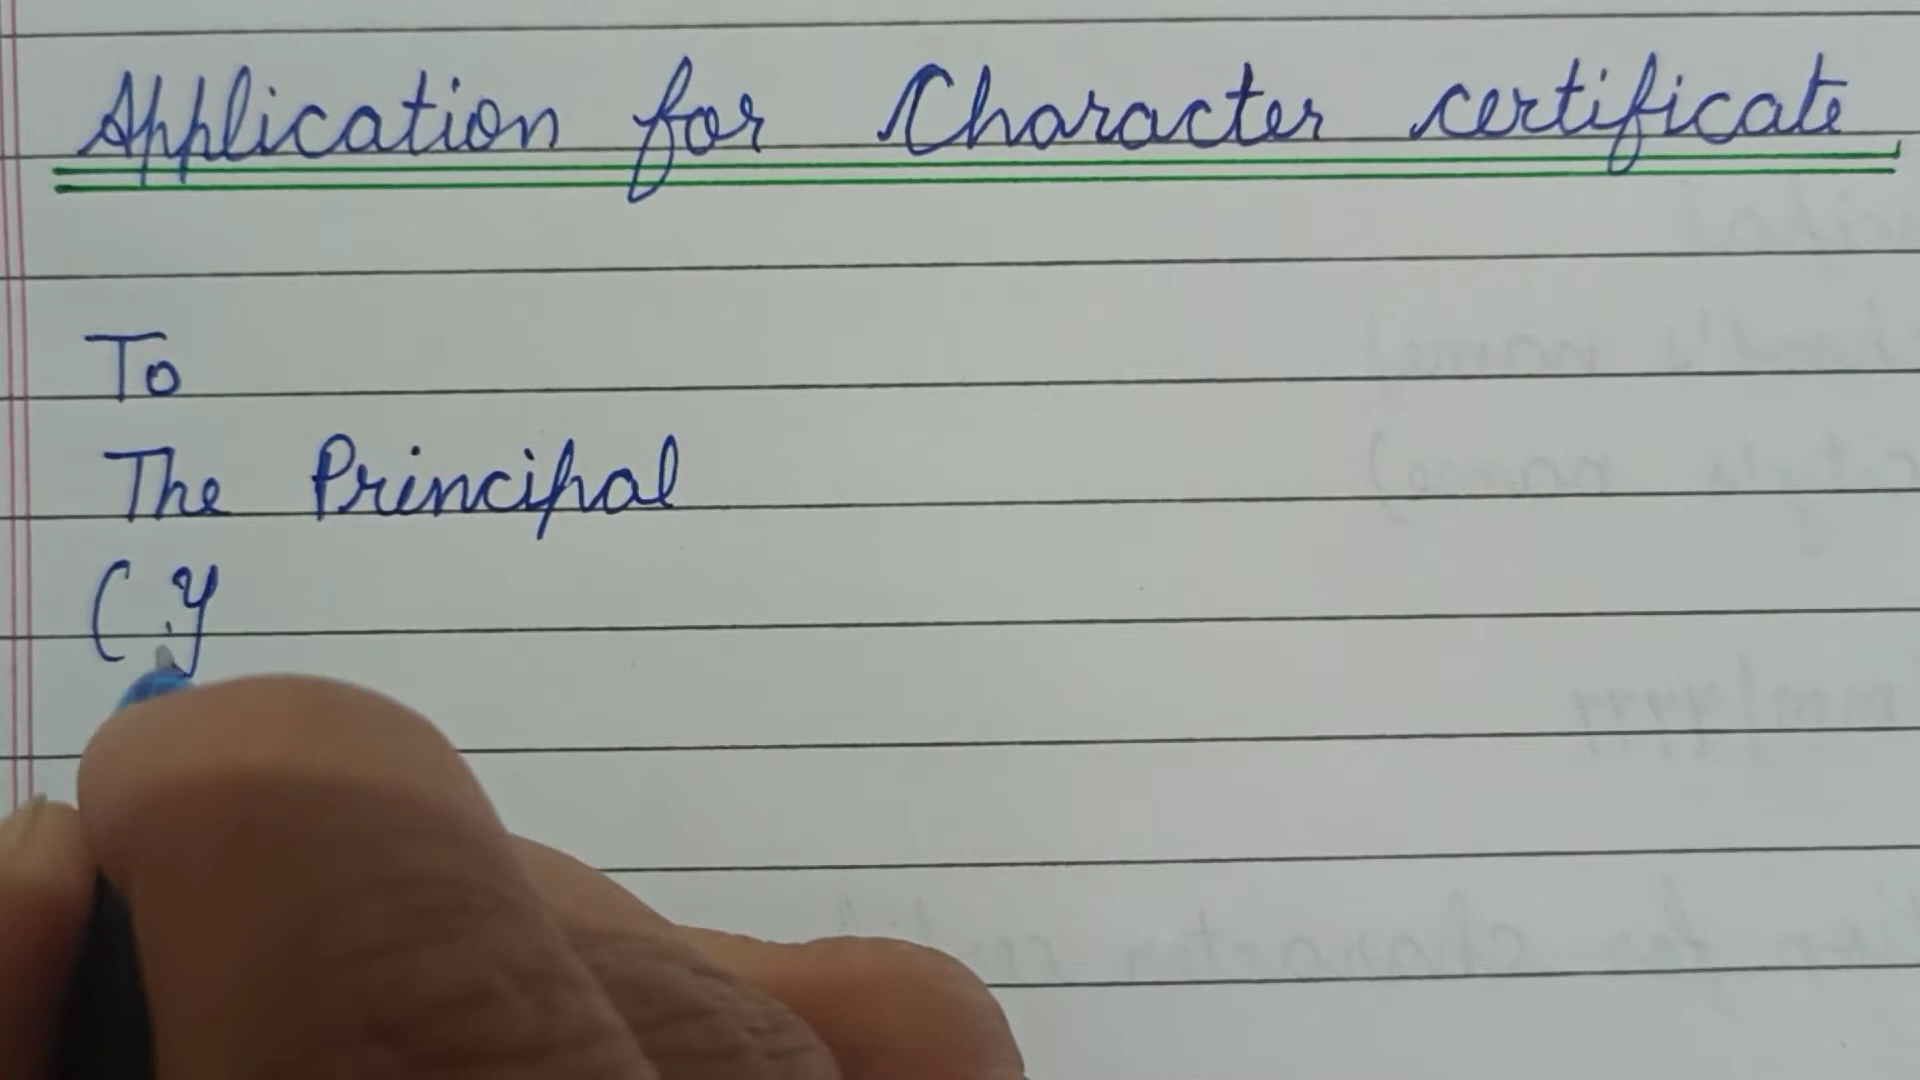 Application for Character certificate
To
The Principal
(y